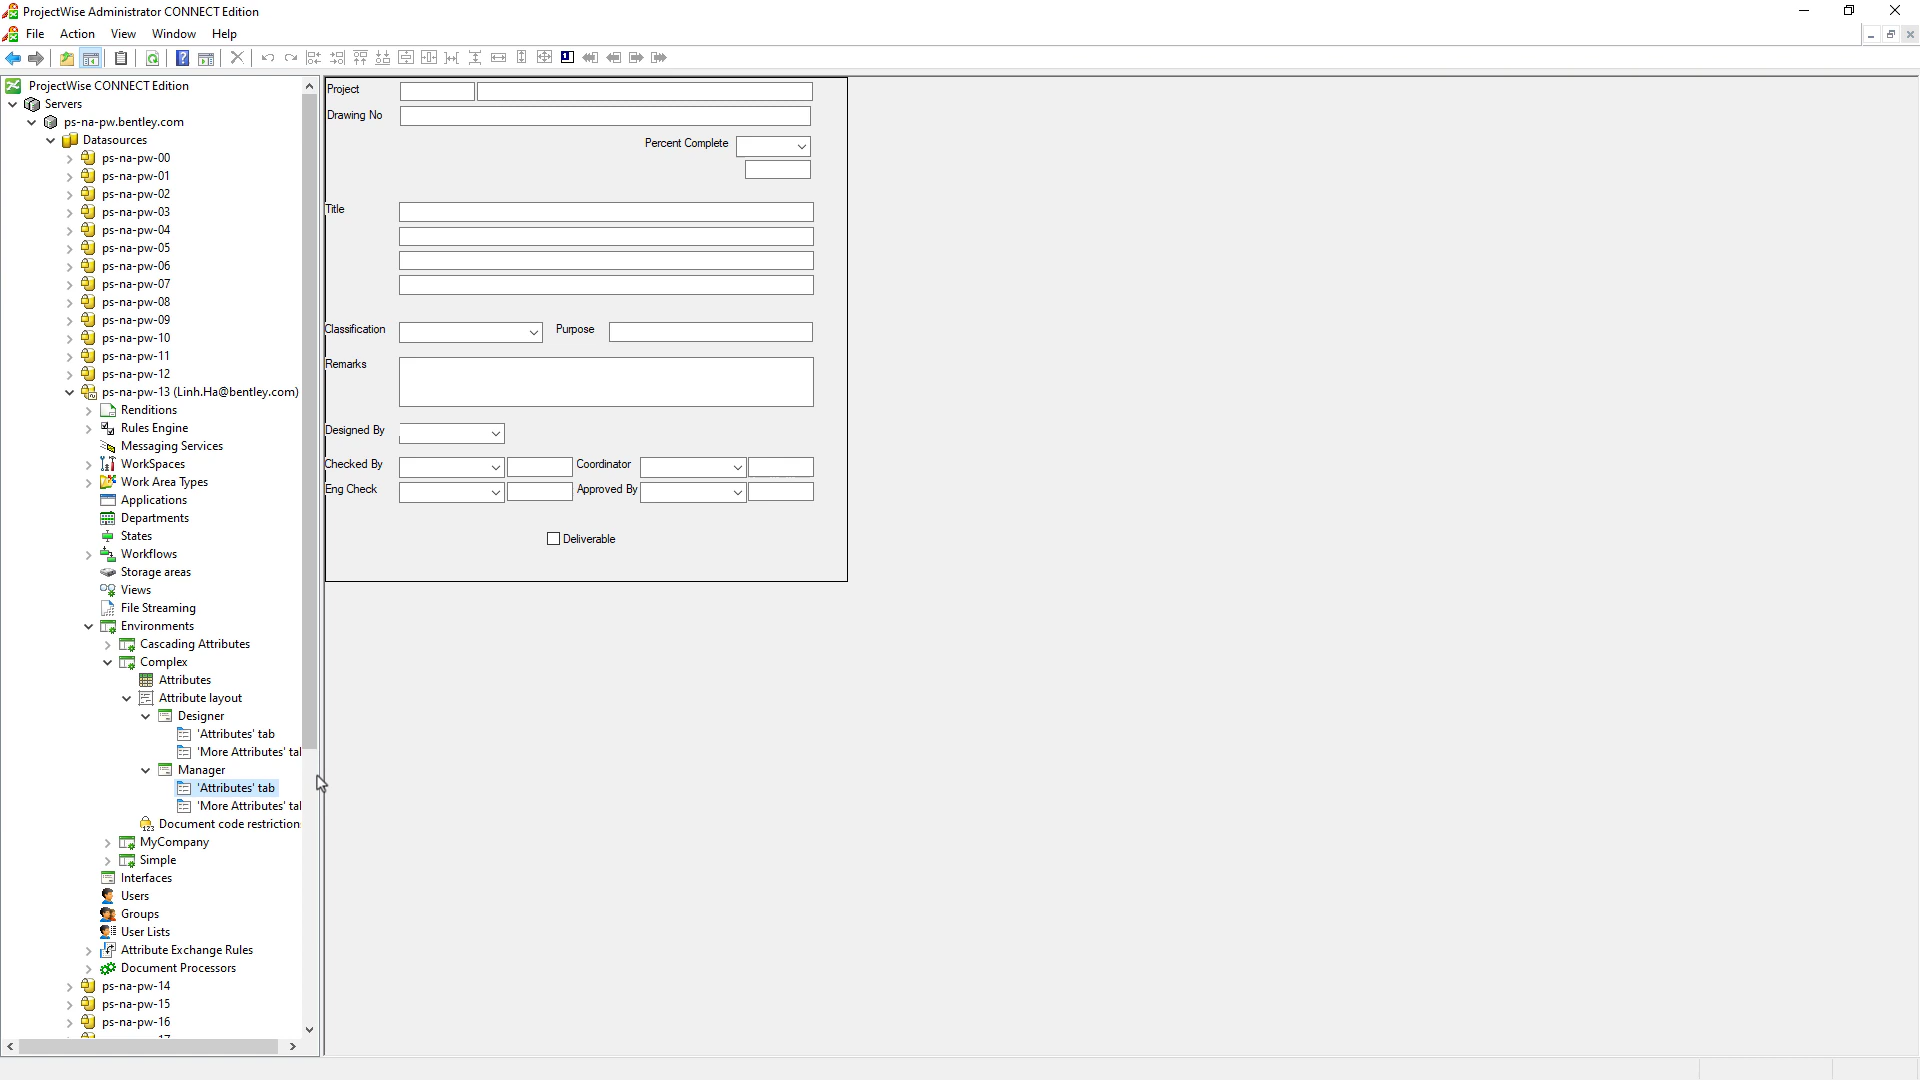 ProjectWise Administrator CONNECT Edition
File Action View Window Help
ProjectWise CONNECT Edition
Servers
ps-na-pw.bentley.com
Datasources
ps-na-pw-00
ps-na-pw-01
ps-na-pw-02
ps-na-pw-03
ps-na-pw-04
ps-na-pw-05
ps-na-pw-06
ps-na-pw-07
ps-na-pw-08
ps-na-pw-09
ps-na-pw-10
ps-na-pw-11
ps-na-pw-12
ps-na-pw-13 (Linh.Ha@bentley.com)
Renditions
Rules Engine
Messaging Services
WorkSpaces
Work Area Types
Applications
Departments
States
Workflows
Storage areas
Views
File Streaming
Environments
Cascading Attributes
Complex
Attributes
Attribute layout
Designer
'Attributes' tab
'More Attributes' tal
Manager
'Attributes' tab
'More Attributes' tal
Document code restriction
MyCompany
Simple
Interfaces
Users
Groups
User Lists
Attribute Exchange Rules
Document Processors
ps-na-pw-14
ps-na-pw-15
ps-na-pw-16
Project
Drawing No
Percent Complete
Title
Classification Purpose
Remarks
Designed By
Checked By Coordinator
Eng Check Approved By
Deliverable